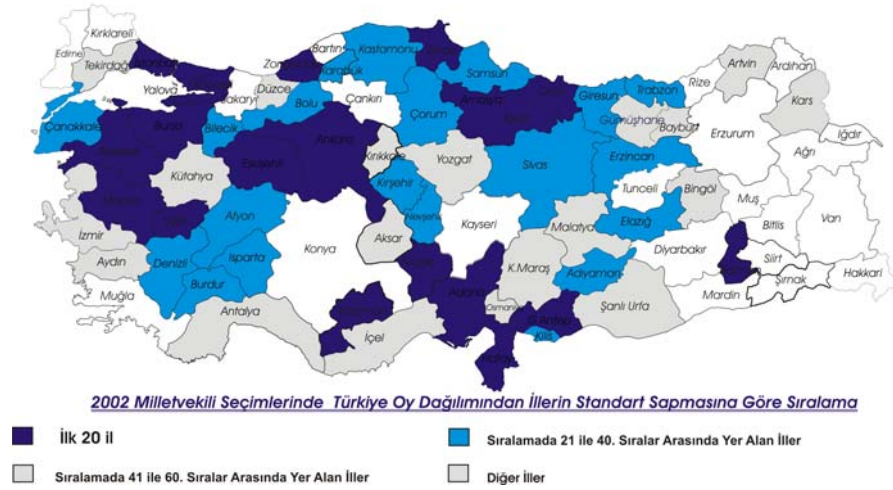 Kırklareli
Edirne
Tekirdağ
İstanbul
Yalova
Sakarya
Düzce
Bartın
Karabük
Kastamonu
Bolu
Çankırı
Samsun
Çorum
Amasya
Giresun
Trabzon
Rize
Artvin
Ardıhan
Kars
Gümüşhane
Bayburt
Erzurum
Iğdır
Ağrı
Çanakkale
Bursa
Bilecik
Eskişehir
Ankara
Kırıkkale
Yozgat
Sivas
Erzincan
Tunceli
Bingöl
Muş
Bitlis
Van
Kütahya
Kırşehir
Nevşehir
Kayseri
Malatya
Elazığ
Diyarbakır
Siirt
Şırnak
Hakkari
İzmir
Afyon
Konya
Aksar
Aydın
Denizli
Isparta
Burdur
Muğla
Antalya
İçel
Adana
K.Maraş
Osmaniye
Adıyaman
G.Antep
Kilis
Hatay
Şanlı Urfa
Mardin
2002 Milletvekili Seçimlerinde Türkiye Oy Dağılımından İllerin Standart Sapmasına Göre Sıralama
İlk 20 il
Sıralamada 21 ile 40. Sıralar Arasında Yer Alan İller
Sıralamada 41 ile 60. Sıralar Arasında Yer Alan İller
Diğer İller